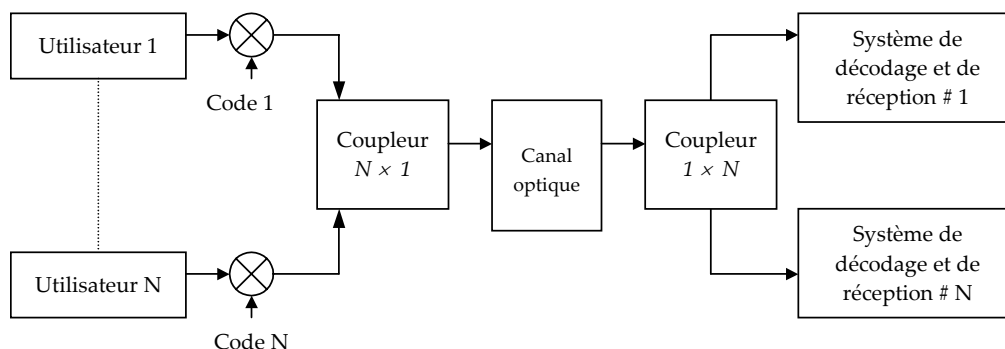 Utilisateur 1
Code 1
Coupleur
N × 1
Canal
optique
Coupleur
1 × N
Système de
décodage et de
réception # 1
Utilisateur N
Code N
Système de
décodage et de
réception # N